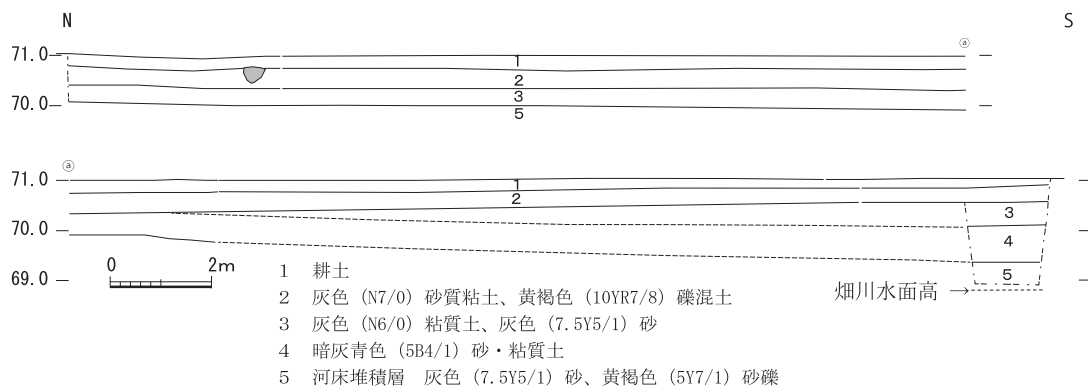 N S
ⓐ
71.0
1
2
70.0
3
5
ⓐ
71.0
1
2
3
70.0
4
69.0
5
0 2m
畑川水面高→
1 耕土
2 灰色 (N7/0) 砂質粘土、黄褐色 (10YR7/8) 礫混土
3 灰色 (N6/0) 粘質土、灰色 (7.5Y5/1) 砂
4 暗灰青色 (5B4/1) 砂・粘質土
5 河床堆積層 灰色 (7.5Y5/1) 砂、黄褐色 (5Y7/1) 砂礫